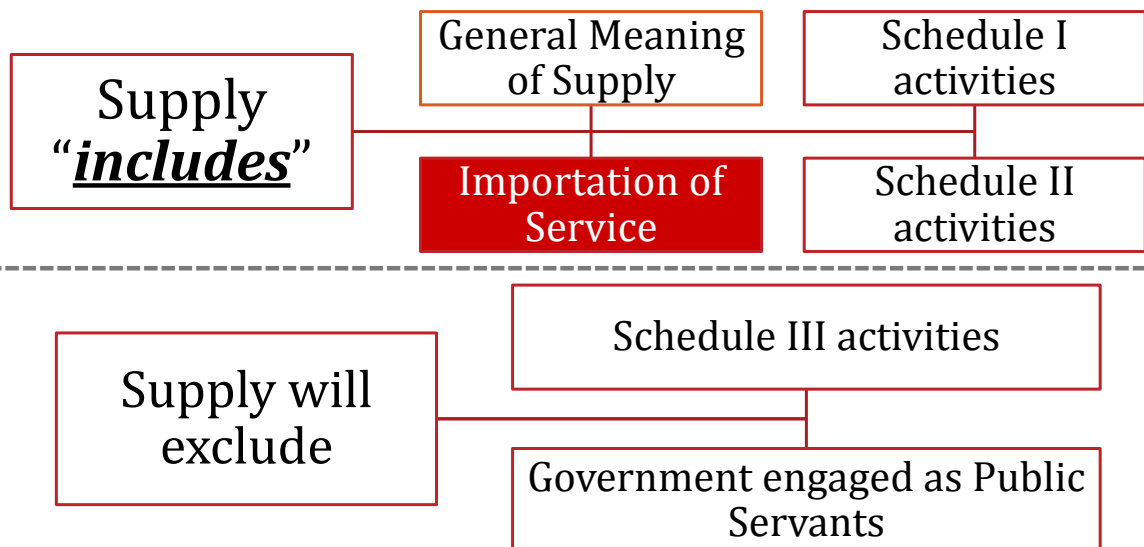 Supply
“includes”
General Meaning
of Supply
Schedule I
activities
Importation of
Service
Schedule II
activities
Supply will
exclude
Schedule III activities
Government engaged as Public
Servants